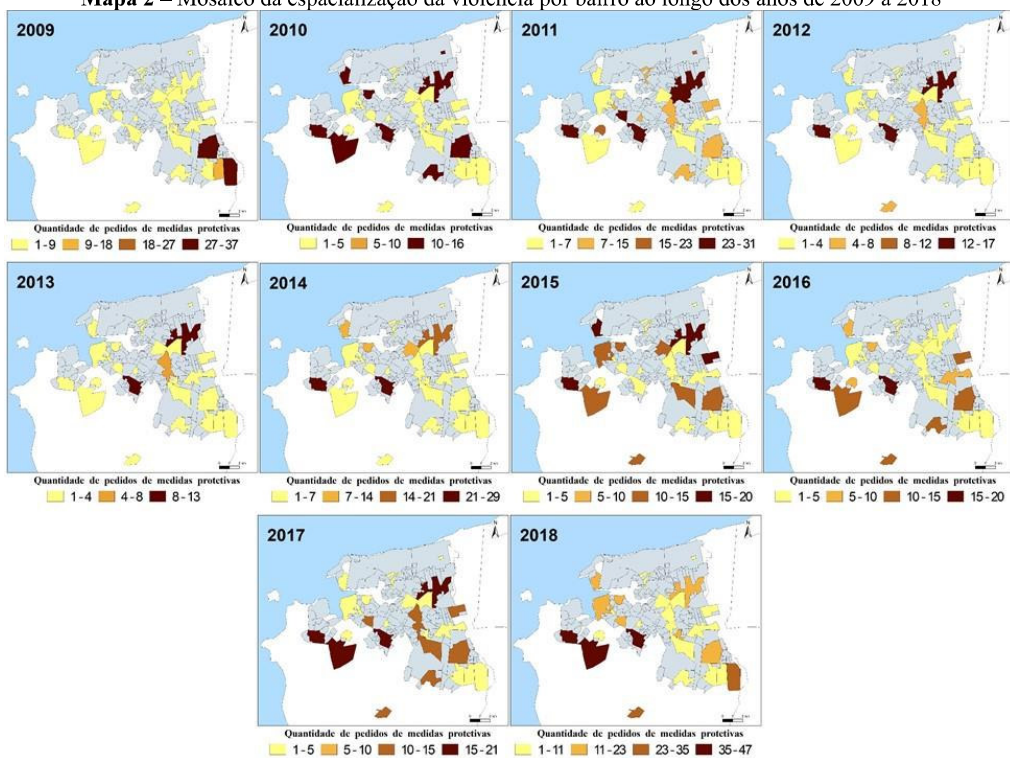 Mapa 2 – Mosaico da espacialização da violência por bairro ao longo dos anos de 2009 a 2018
2009
2010
2011
2012
Quantidade de pedidos de medidas protetivas
1-9 9-18 18-27 27-37
Quantidade de pedidos de medidas protetivas
1-5 5-10 10-16
Quantidade de pedidos de medidas protetivas
1-7 7-15 15-23 23-31
Quantidade de pedidos de medidas protetivas
1-4 4-8 8-12 12-17
2013
2014
2015
2016
Quantidade de pedidos de medidas protetivas
1-4 4-8 8-13
Quantidade de pedidos de medidas protetivas
1-7 7-14 14-21 21-29
Quantidade de pedidos de medidas protetivas
1-5 5-10 10-15 15-20
Quantidade de pedidos de medidas protetivas
1-5 5-10 10-15 15-20
2017
2018
Quantidade de pedidos de medidas protetivas
1-5 5-10 10-15 15-21
Quantidade de pedidos de medidas protetivas
1-11 11-23 23-35 35-47